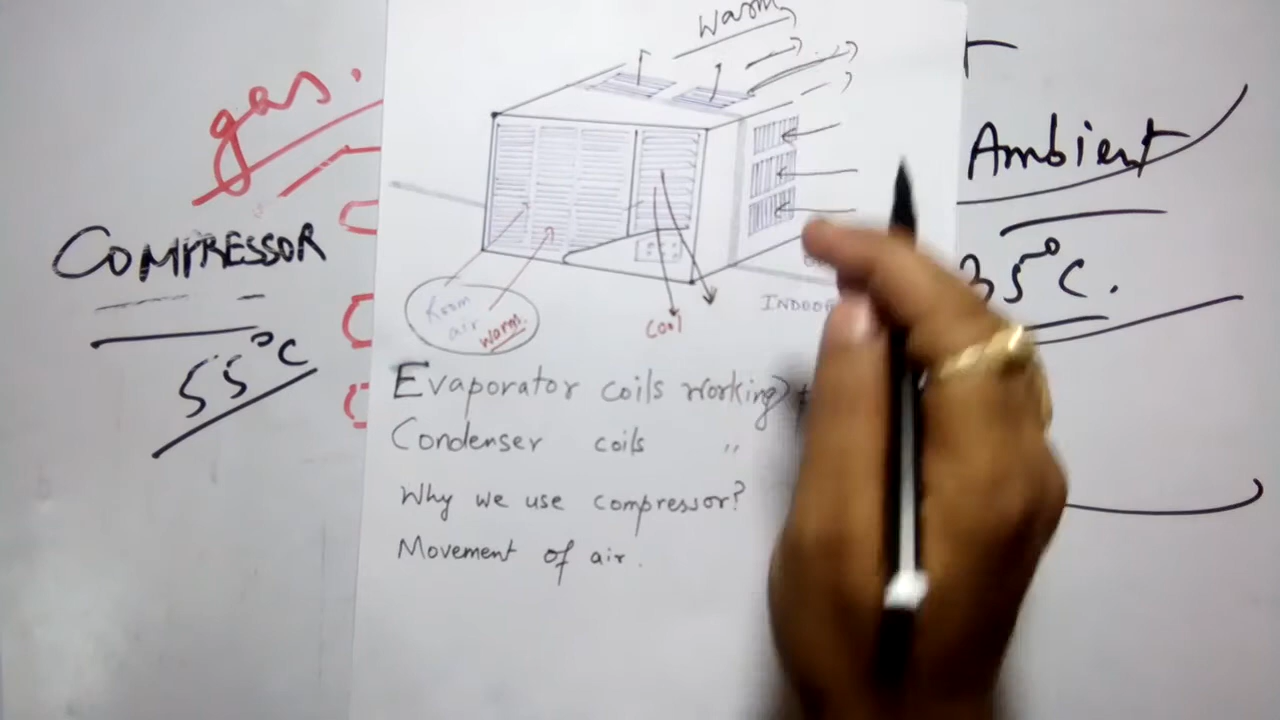 warm
gas.
Ambient
COMPRESSOR
35°C.
55°C
INDOOR
Room
air warm.
cool
Evaporator coils working
Condenser coils "
Why we use compressor?
Movement of air.